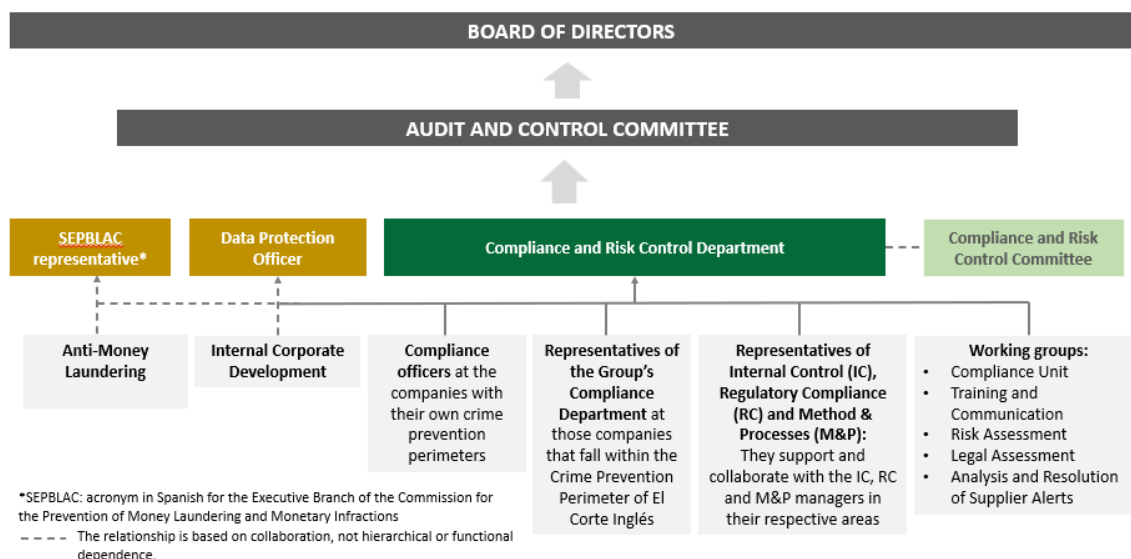 BOARD OF DIRECTORS
AUDIT AND CONTROL COMMITTEE
SEPBLAC
representative*
Data Protection
Officer
Compliance and Risk Control Department
Compliance and Risk
Control Committee
Anti-Money
Laundering
Internal Corporate
Development
Compliance
officers at the
companies with
their own crime
prevention
perimeters
Representatives of
the Group's
Compliance
Department at
those companies
that fall within the
Crime Prevention
Perimeter of El
Corte Inglés
Representatives of
Internal Control (IC),
Regulatory Compliance
(RC) and Method &
Processes (M&P):
They support and
collaborate with the IC, RC
and M&P managers in
their respective areas
Working groups:
• Compliance Unit
• Training and
Communication
• Risk Assessment
• Legal Assessment
• Analysis and Resolution
of Supplier Alerts
*SEPBLAC: acronym in Spanish for the Executive Branch of the Commission for
the Prevention of Money Laundering and Monetary Infractions
The relationship is based on collaboration, not hierarchical or functional
dependence.